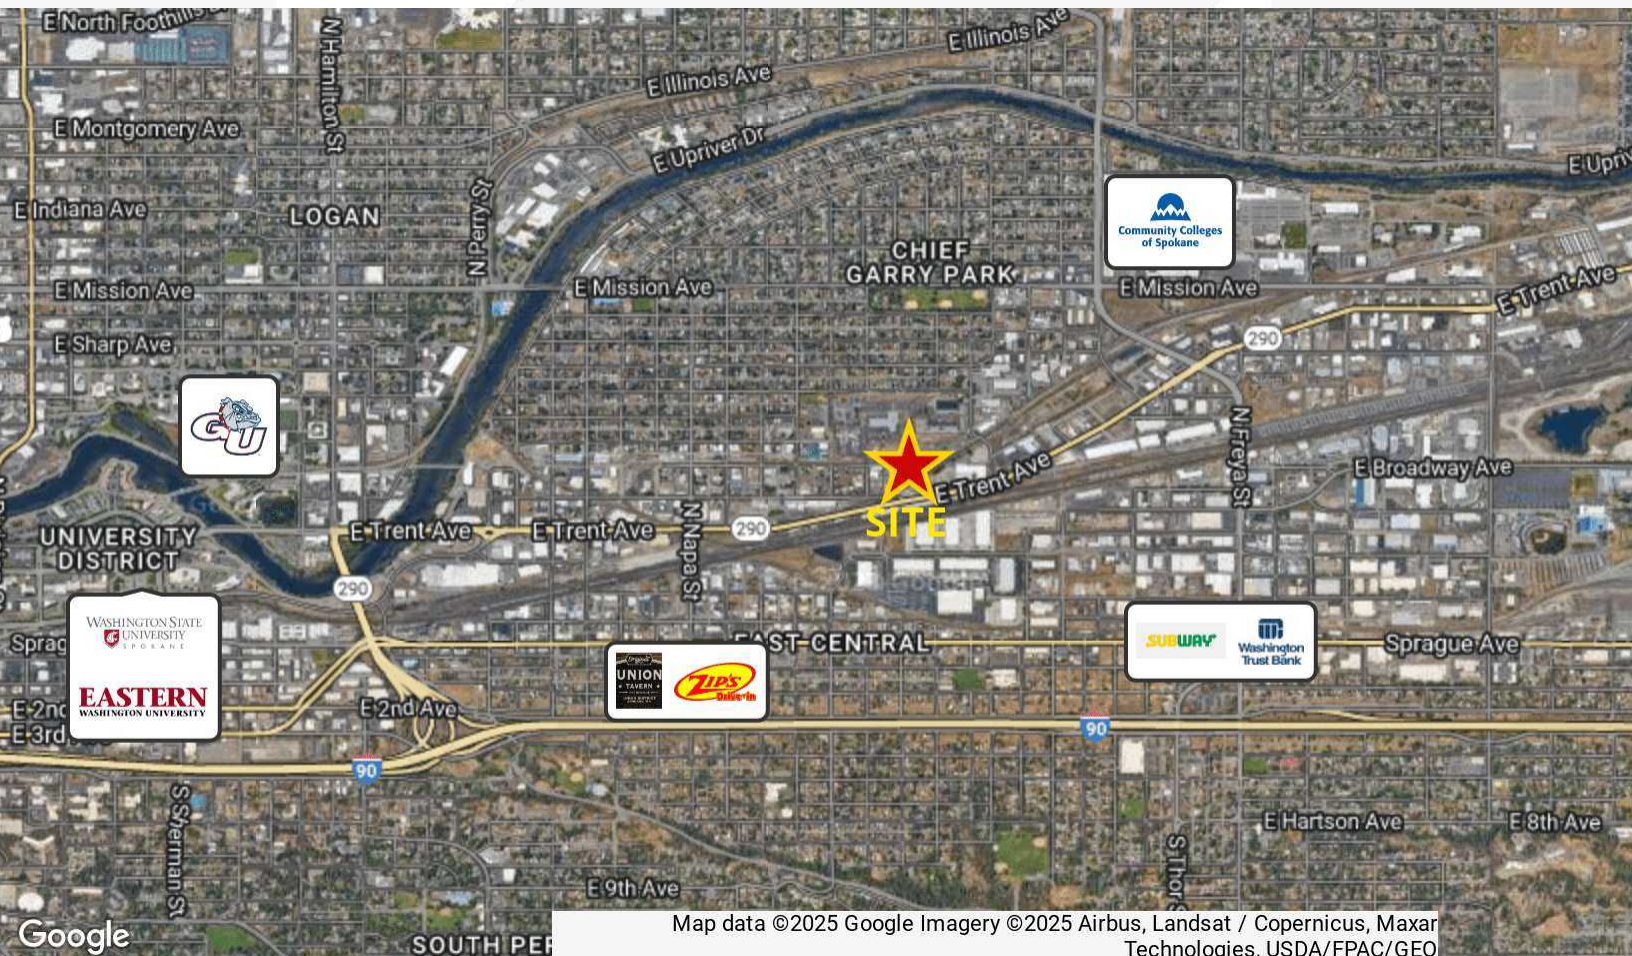 E North Foothills Dr
N Hamilton St
E Illinois Ave
E Illinois Ave
E Montgomery Ave
E Upriver Dr
E Upriv
E Indiana Ave
LOGAN
N Perry St
Community Colleges
of Spokane
CHIEF
GARRY PARK
E Mission Ave
E Mission Ave
E Mission Ave
E Trent Ave
290
E Sharp Ave
GU
N Freya St
E Broadway Ave
E Trent Ave
SITE
UNIVERSITY
DISTRICT
E Trent Ave
E Trent Ave
N Napa St
290
290
WASHINGTON STATE
UNIVERSITY
SPOKANE
EASTERN
WASHINGTON UNIVERSITY
Sprag
EAST CENTRAL
UNION
TAVERN
ZIP'S
Drive-in
SUBWAY
Washington
Trust Bank
Sprague Ave
E 2nd
E 3rd
E 2nd Ave
90
90
S Sherman St
S Thor S
E Hartson Ave
E 8th Ave
E 9th Ave
SOUTH PER
Google
Map data ©2025 Google Imagery ©2025 Airbus, Landsat / Copernicus, Maxar
Technologies, USDA/FPAC/GEO